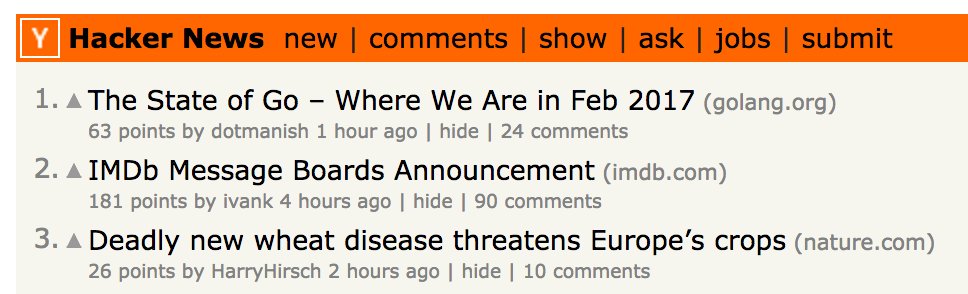 Y Hacker News new | comments | show | ask | jobs | submit
1. ▲ The State of Go – Where We Are in Feb 2017 (golang.org)
63 points by dotmanish 1 hour ago | hide | 24 comments
2. ▲ IMDb Message Boards Announcement (imdb.com)
181 points by ivank 4 hours ago | hide | 90 comments
3. ▲ Deadly new wheat disease threatens Europe’s crops (nature.com)
26 points by HarryHirsch 2 hours ago | hide | 10 comments